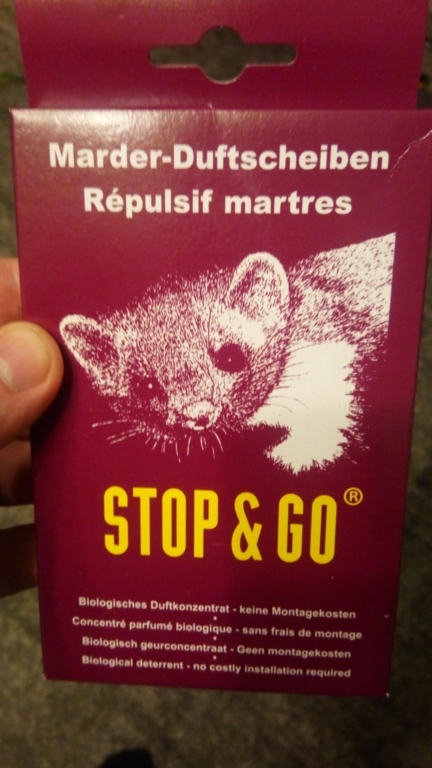 Marder-Duftscheiben
Répulsif martres
STOP & GO®
Biologisches Duftkonzentrat - keine Montagekosten
•
Concentré parfumé biologique - sans frais de montage
•
Biologisch geurconcentraat - Geen montagekosten
•
Biological deterrent - no costly installation required